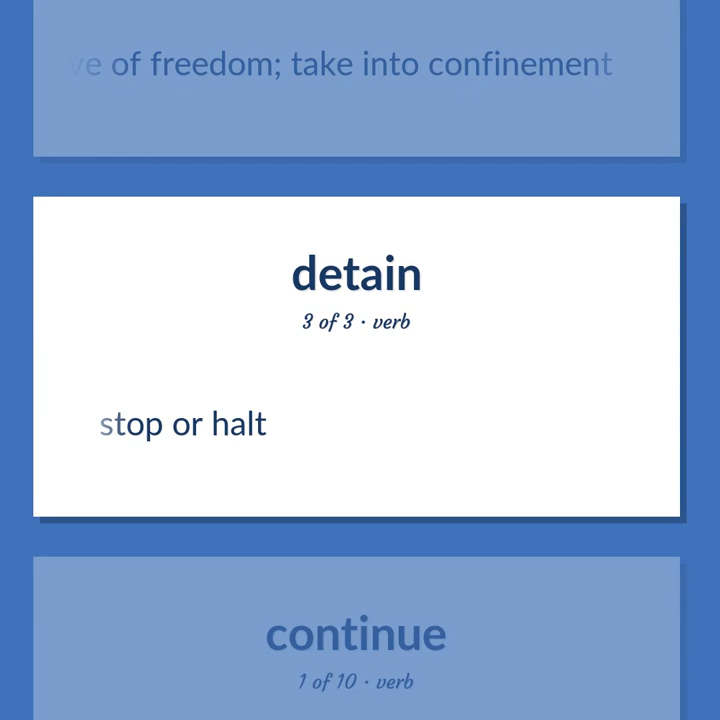 of freedom; take into confinement
detain
3 of 3 · verb
stop or halt
continue
1 of 10 · verb